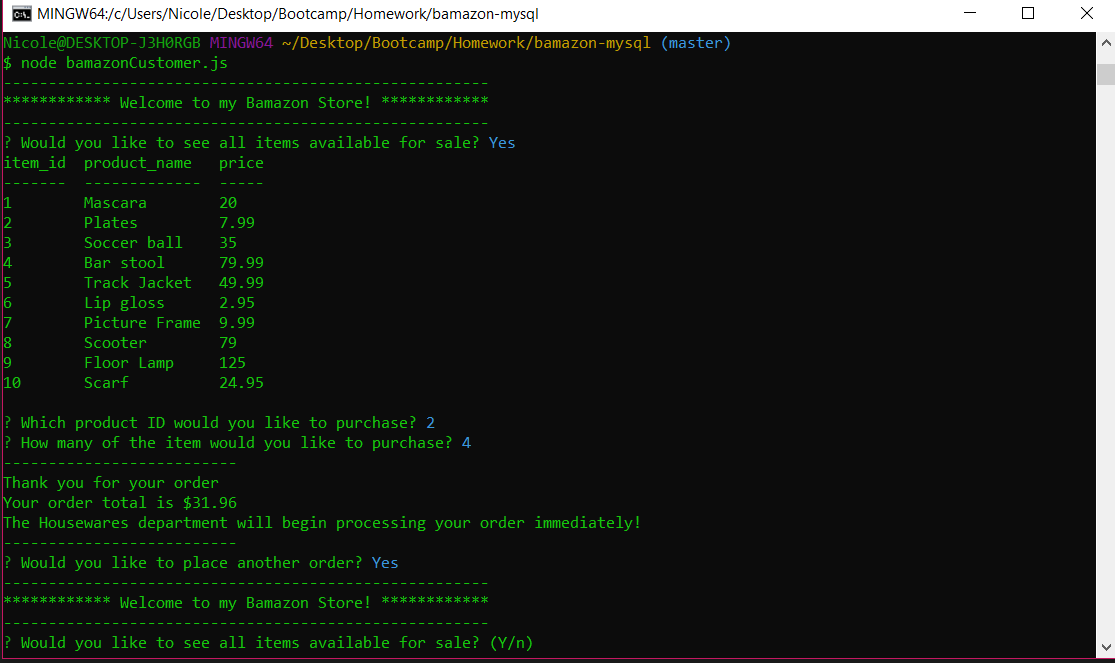 MINGW64:/c/Users/Nicole/Desktop/Bootcamp/Homework/bamazon-mysql
Nicole@DESKTOP-J3H0RGB MINGW64 ~/Desktop/Bootcamp/Homework/bamazon-mysql (master)
$ node bamazonCustomer.js
------------------------------------------------------
************ Welcome to my Bamazon Store! ************
------------------------------------------------------
? Would you like to see all items available for sale? Yes
item_id  product_name   price
-------  -------------  -----
1        Mascara        20
2        Plates         7.99
3        Soccer ball    35
4        Bar stool      79.99
5        Track Jacket   49.99
6        Lip gloss      2.95
7        Picture Frame  9.99
8        Scooter        79
9        Floor Lamp     125
10       Scarf          24.95
? Which product ID would you like to purchase? 2
? How many of the item would you like to purchase? 4
--------------------------
Thank you for your order
Your order total is $31.96
The Housewares department will begin processing your order immediately!
--------------------------
? Would you like to place another order? Yes
------------------------------------------------------
************ Welcome to my Bamazon Store! ************
------------------------------------------------------
? Would you like to see all items available for sale? (Y/n)